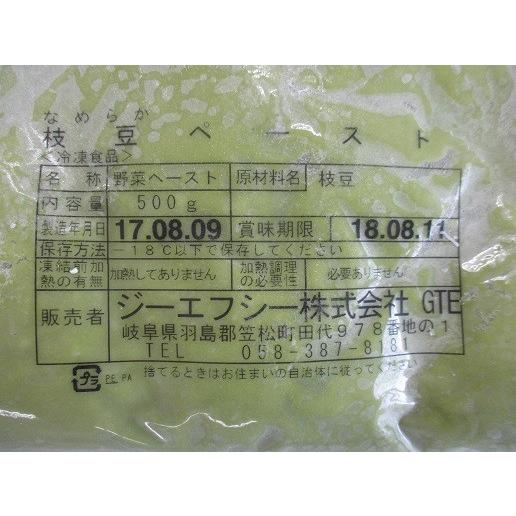 なめらか
枝豆ペースト
<冷凍食品>
名称 野菜ペースト 原材料名 枝豆
内容量 500g
製造年月日 17.08.09 賞味期限 18.08.11
保存方法 -18C以下で保存してください
凍結前加熱の有無 加熱してありません 加熱調理の必要性 必要ありません
販売者 ジーエフシー株式会社 GTE
岐阜県羽島郡笠松町田代978番地の1
TEL 058-387-8181
プラ PE,PA 捨てるときはお住まいの自治体に従ってください